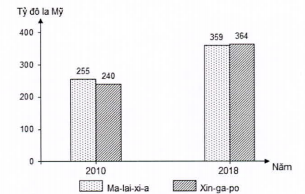 Tỷ đô la Mỹ
400
359
364
300
255
240
200
100
0
2010
2018
Năm
Ma-lai-xi-a
Xin-ga-po